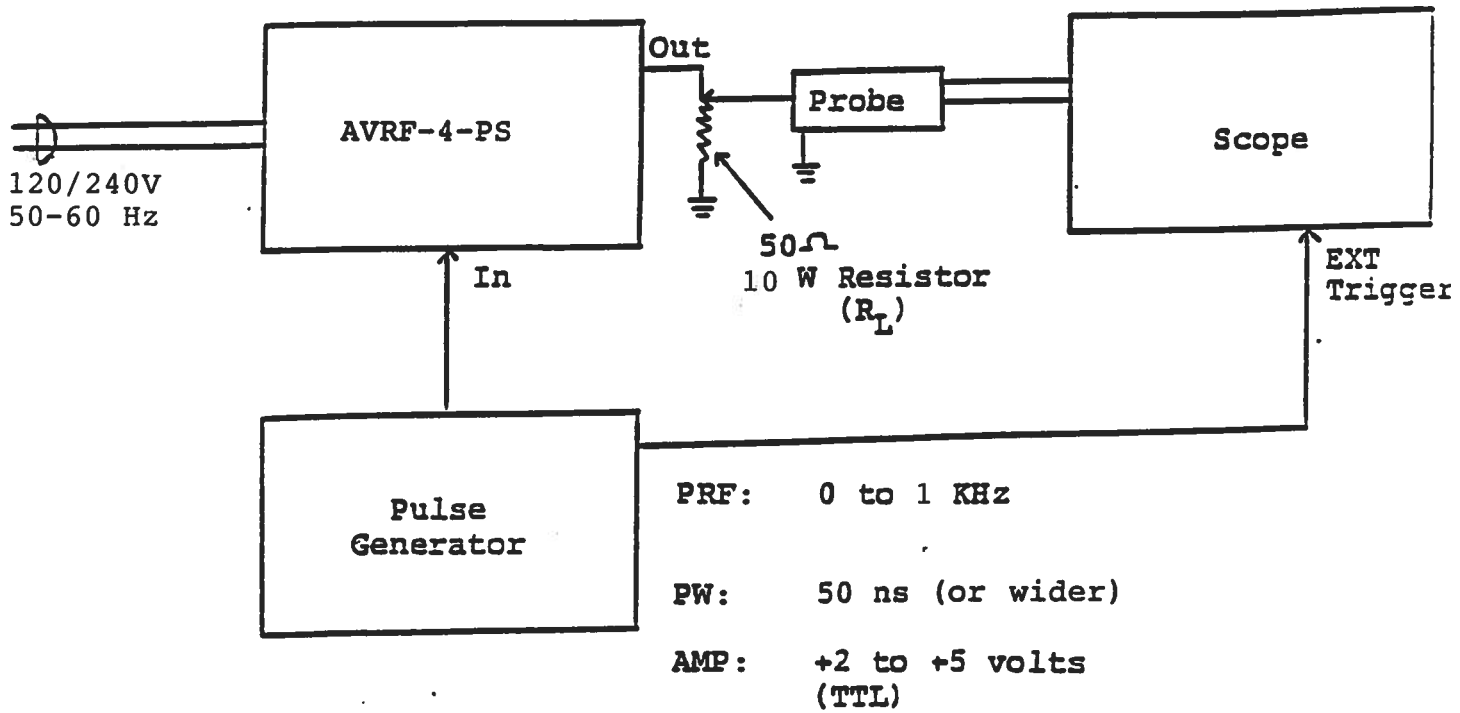 Out
AVRF-4-PS
Probe
Scope
120/240V
50-60 Hz
50Ω
10 W Resistor
(RL)
In
EXT
Trigger
Pulse
Generator
PRF: 0 to 1 KHz
PW: 50 ns (or wider)
AMP: +2 to +5 volts
(TTL)